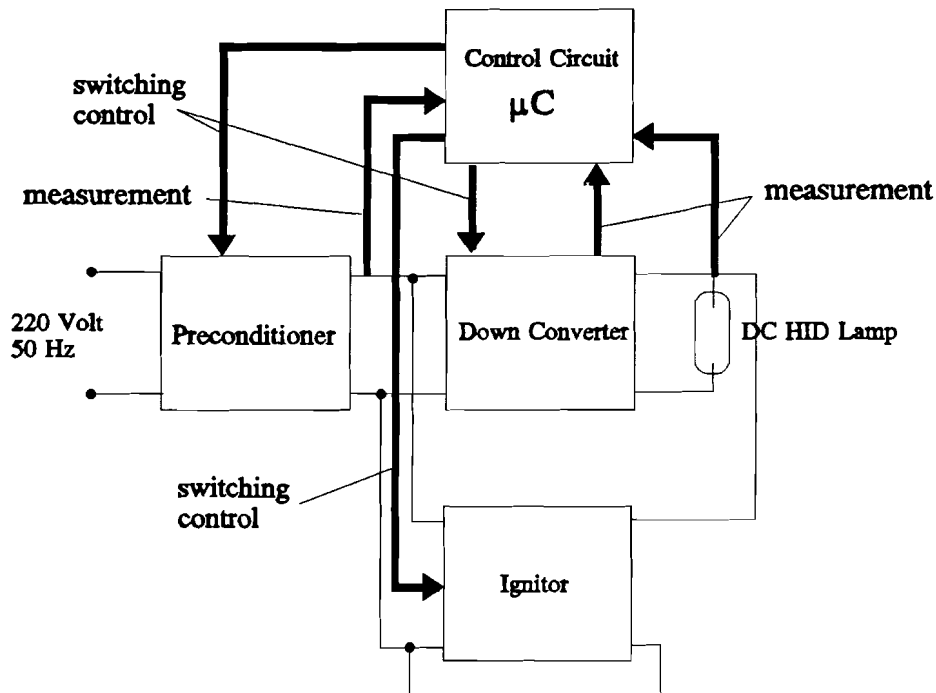 Control Circuit
μC
switching
control
measurement
measurement
220 Volt
50 Hz
Preconditioner
Down Converter
DC HID Lamp
switching
control
Ignitor